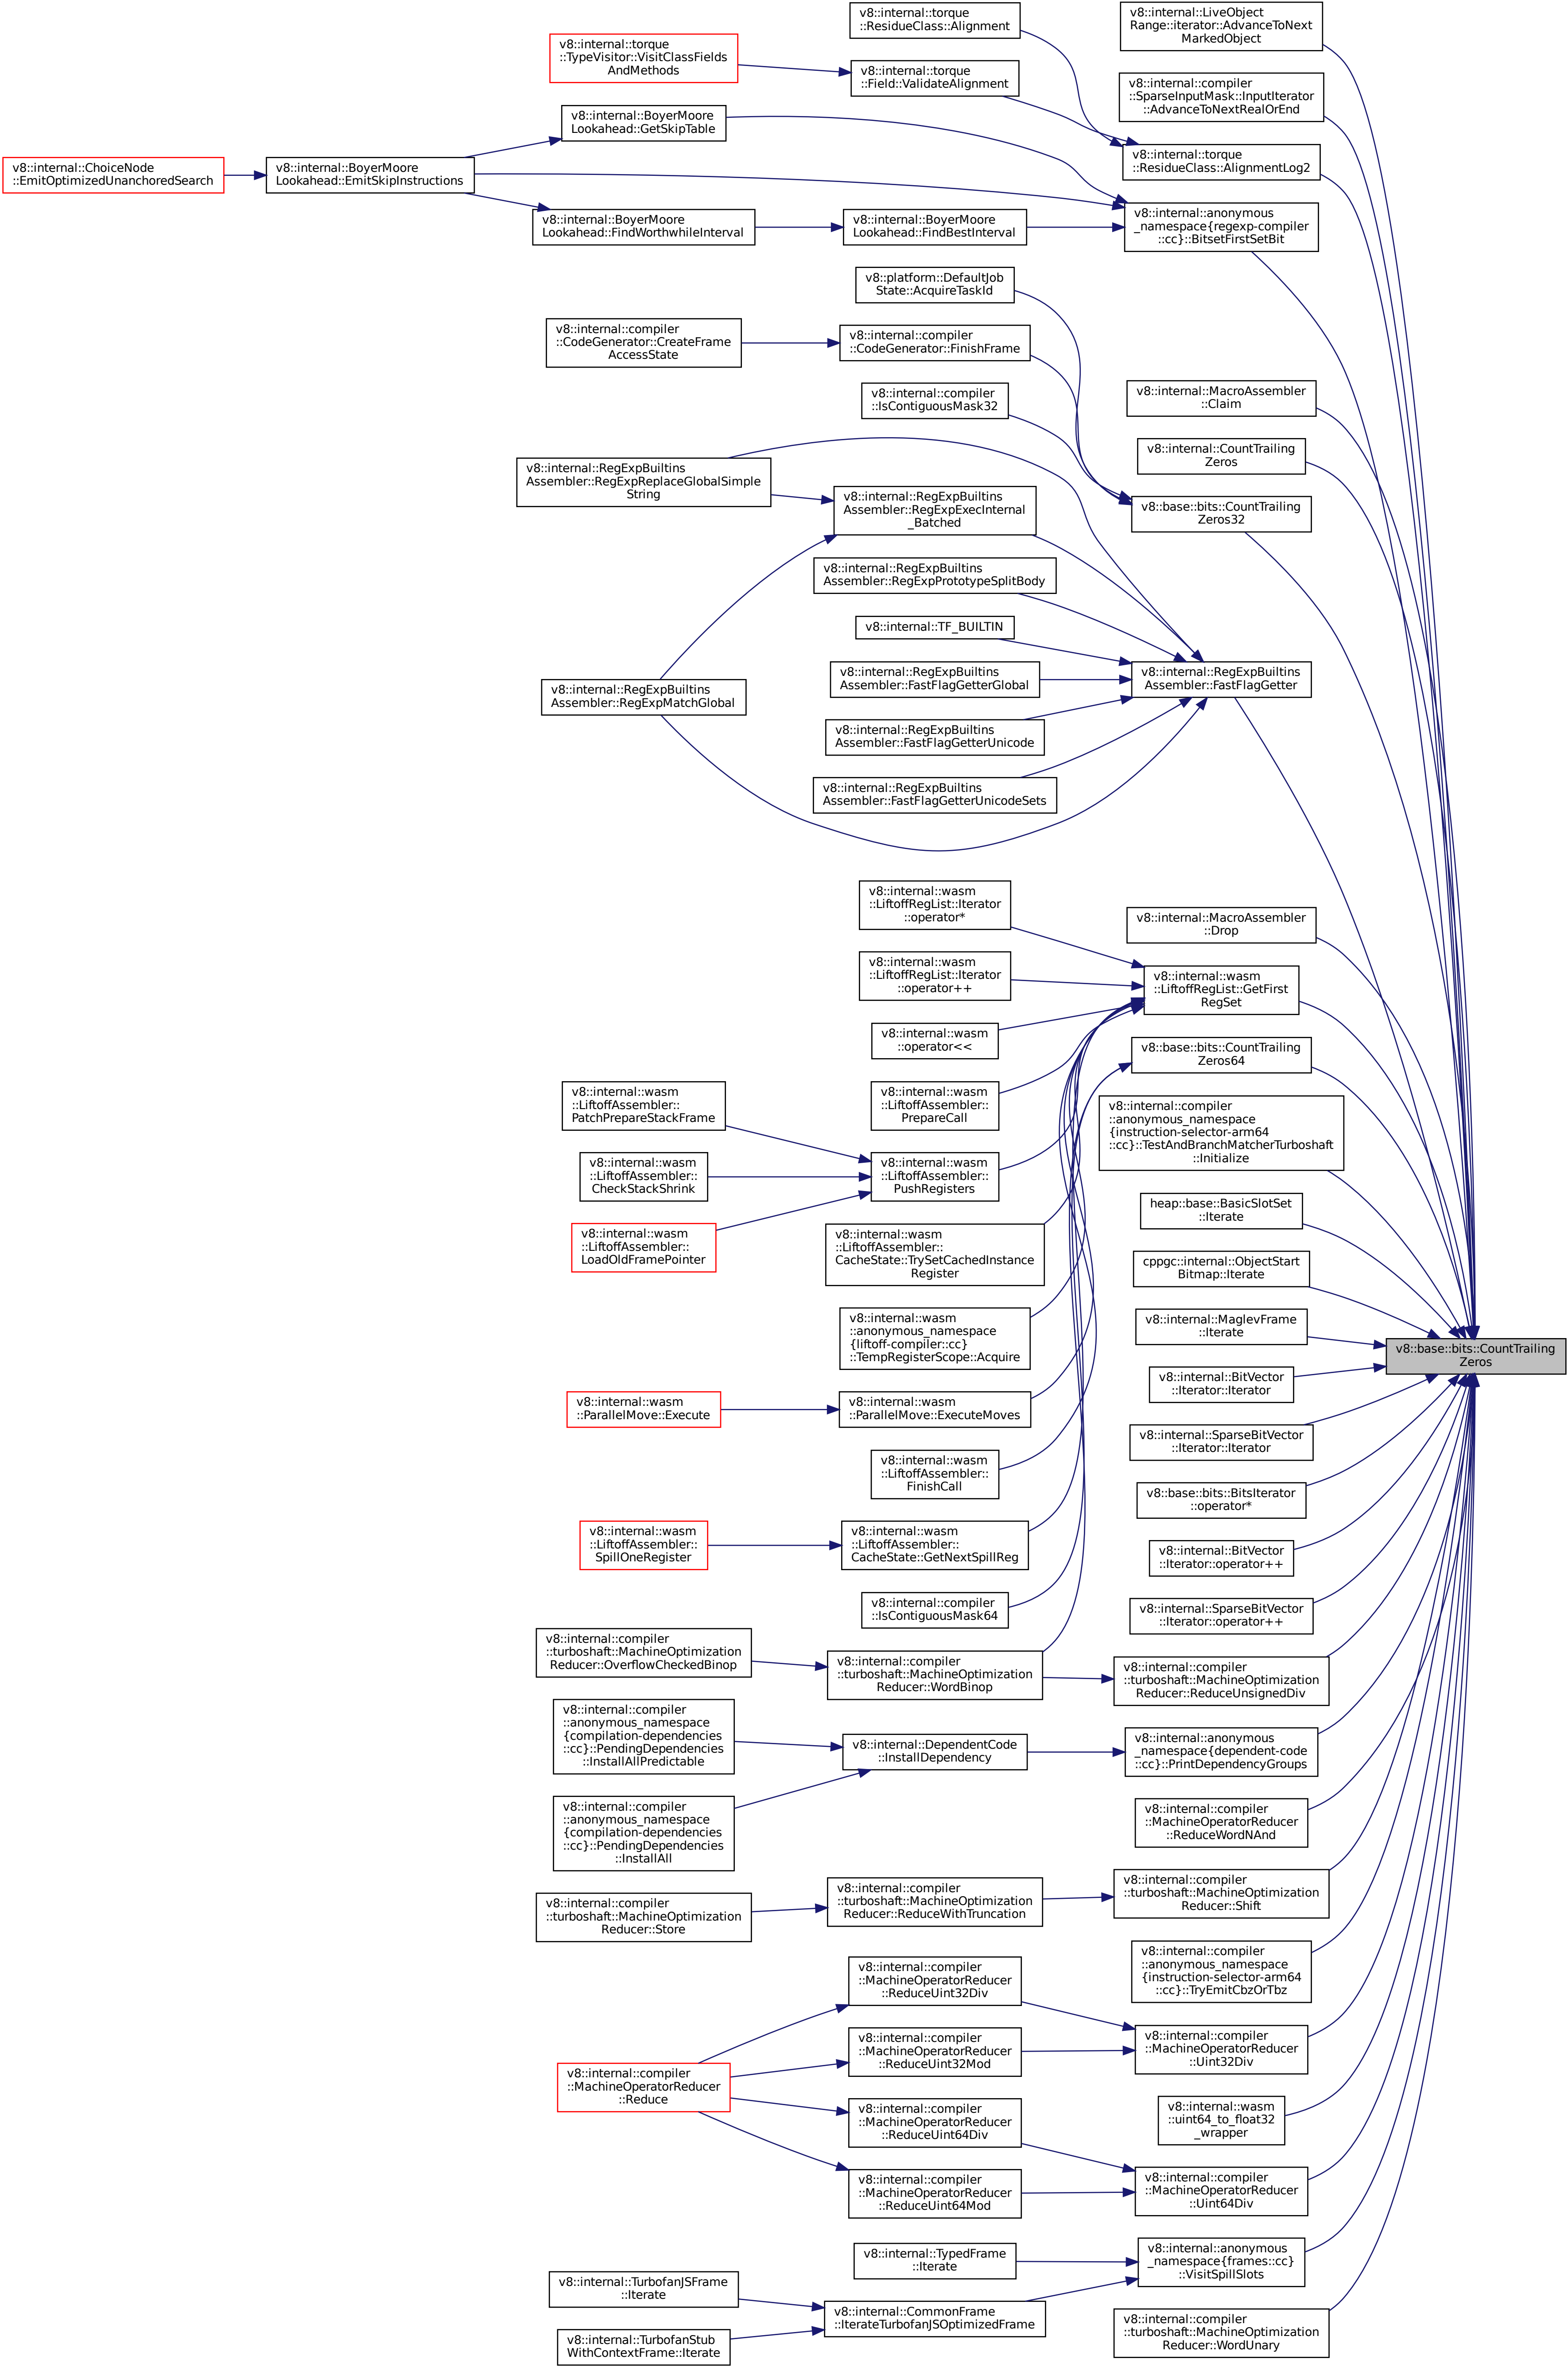 v8::internal::LiveObject
Range::iterator::AdvanceToNext
MarkedObject
v8::internal::torque
::ResidueClass::Alignment
v8::internal::torque
::TypeVisitor::VisitClassFields
AndMethods
v8::internal::torque
::Field::ValidateAlignment
v8::internal::compiler
::SparseInputMask::InputIterator
::AdvanceToNextRealOrEnd
v8::internal::BoyerMoore
Lookahead::GetSkipTable
v8::internal::torque
::ResidueClass::AlignmentLog2
v8::internal::ChoiceNode
::EmitOptimizedUnanchoredSearch
v8::internal::BoyerMoore
Lookahead::EmitSkipInstructions
v8::internal::BoyerMoore
Lookahead::FindWorthwhileInterval
v8::internal::BoyerMoore
Lookahead::FindBestInterval
v8::internal::anonymous
_namespace{regexp-compiler
::cc}::BitsetFirstSetBit
v8::platform::DefaultJob
State::AcquireTaskId
v8::internal::compiler
::CodeGenerator::CreateFrame
AccessState
v8::internal::compiler
::CodeGenerator::FinishFrame
v8::internal::compiler
::IsContiguousMask32
v8::internal::MacroAssembler
::Claim
v8::internal::CountTrailing
Zeros
v8::internal::RegExpBuiltins
Assembler::RegExpReplaceGlobalSimple
String
v8::internal::RegExpBuiltins
Assembler::RegExpExecInternal
_Batched
v8::base::bits::CountTrailing
Zeros32
v8::internal::RegExpBuiltins
Assembler::RegExpPrototypeSplitBody
v8::internal::TF_BUILTIN
v8::internal::RegExpBuiltins
Assembler::FastFlagGetterGlobal
v8::internal::RegExpBuiltins
Assembler::FastFlagGetter
v8::internal::RegExpBuiltins
Assembler::RegExpMatchGlobal
v8::internal::RegExpBuiltins
Assembler::FastFlagGetterUnicode
v8::internal::RegExpBuiltins
Assembler::FastFlagGetterUnicodeSets
v8::internal::wasm
::LiftoffRegList::Iterator
::operator*
v8::internal::MacroAssembler
::Drop
v8::internal::wasm
::LiftoffRegList::Iterator
::operator++
v8::internal::wasm
::LiftoffRegList::GetFirst
RegSet
v8::internal::wasm
::operator<<
v8::base::bits::CountTrailing
Zeros64
v8::internal::wasm
::LiftoffAssembler::
PatchPrepareStackFrame
v8::internal::wasm
::LiftoffAssembler::
PrepareCall
v8::internal::compiler
::anonymous_namespace
{instruction-selector-arm64
::cc}::TestAndBranchMatcherTurboshaft
::Initialize
v8::internal::wasm
::LiftoffAssembler::
CheckStackShrink
v8::internal::wasm
::LiftoffAssembler::
PushRegisters
heap::base::BasicSlotSet
::Iterate
v8::internal::wasm
::LiftoffAssembler::
LoadOldFramePointer
v8::internal::wasm
::LiftoffAssembler::
CacheState::TrySetCachedInstance
Register
cppgc::internal::ObjectStart
Bitmap::Iterate
v8::internal::wasm
::anonymous_namespace
{liftoff-compiler::cc}
::TempRegisterScope::Acquire
v8::internal::MaglevFrame
::Iterate
v8::base::bits::CountTrailing
Zeros
v8::internal::BitVector
::Iterator::Iterator
v8::internal::wasm
::ParallelMove::Execute
v8::internal::wasm
::ParallelMove::ExecuteMoves
v8::internal::SparseBitVector
::Iterator::Iterator
v8::internal::wasm
::LiftoffAssembler::
FinishCall
v8::base::bits::BitsIterator
::operator*
v8::internal::wasm
::LiftoffAssembler::
SpillOneRegister
v8::internal::wasm
::LiftoffAssembler::
CacheState::GetNextSpillReg
v8::internal::BitVector
::Iterator::operator++
v8::internal::compiler
::IsContiguousMask64
v8::internal::SparseBitVector
::Iterator::operator++
v8::internal::compiler
::turboshaft::MachineOptimization
Reducer::OverflowCheckedBinop
v8::internal::compiler
::turboshaft::MachineOptimization
Reducer::WordBinop
v8::internal::compiler
::turboshaft::MachineOptimization
Reducer::ReduceUnsignedDiv
v8::internal::compiler
::anonymous_namespace
{compilation-dependencies
::cc}::PendingDependencies
::InstallAllPredictable
v8::internal::DependentCode
::InstallDependency
v8::internal::anonymous
_namespace{dependent-code
::cc}::PrintDependencyGroups
v8::internal::compiler
::anonymous_namespace
{compilation-dependencies
::cc}::PendingDependencies
::InstallAll
v8::internal::compiler
::MachineOperatorReducer
::ReduceWordNAnd
v8::internal::compiler
::turboshaft::MachineOptimization
Reducer::Store
v8::internal::compiler
::turboshaft::MachineOptimization
Reducer::ReduceWithTruncation
v8::internal::compiler
::turboshaft::MachineOptimization
Reducer::Shift
v8::internal::compiler
::anonymous_namespace
{instruction-selector-arm64
::cc}::TryEmitCbzOrTbz
v8::internal::compiler
::MachineOperatorReducer
::ReduceUint32Div
v8::internal::compiler
::MachineOperatorReducer
::ReduceUint32Mod
v8::internal::compiler
::MachineOperatorReducer
::Uint32Div
v8::internal::compiler
::MachineOperatorReducer
::Reduce
v8::internal::compiler
::MachineOperatorReducer
::ReduceUint64Div
v8::internal::wasm
::uint64_to_float32
_wrapper
v8::internal::compiler
::MachineOperatorReducer
::ReduceUint64Mod
v8::internal::compiler
::MachineOperatorReducer
::Uint64Div
v8::internal::TypedFrame
::Iterate
v8::internal::anonymous
_namespace{frames::cc}
::VisitSpillSlots
v8::internal::TurbofanJSFrame
::Iterate
v8::internal::CommonFrame
::IterateTurbofanJSOptimizedFrame
v8::internal::TurbofanStub
WithContextFrame::Iterate
v8::internal::compiler
::turboshaft::MachineOptimization
Reducer::WordUnary